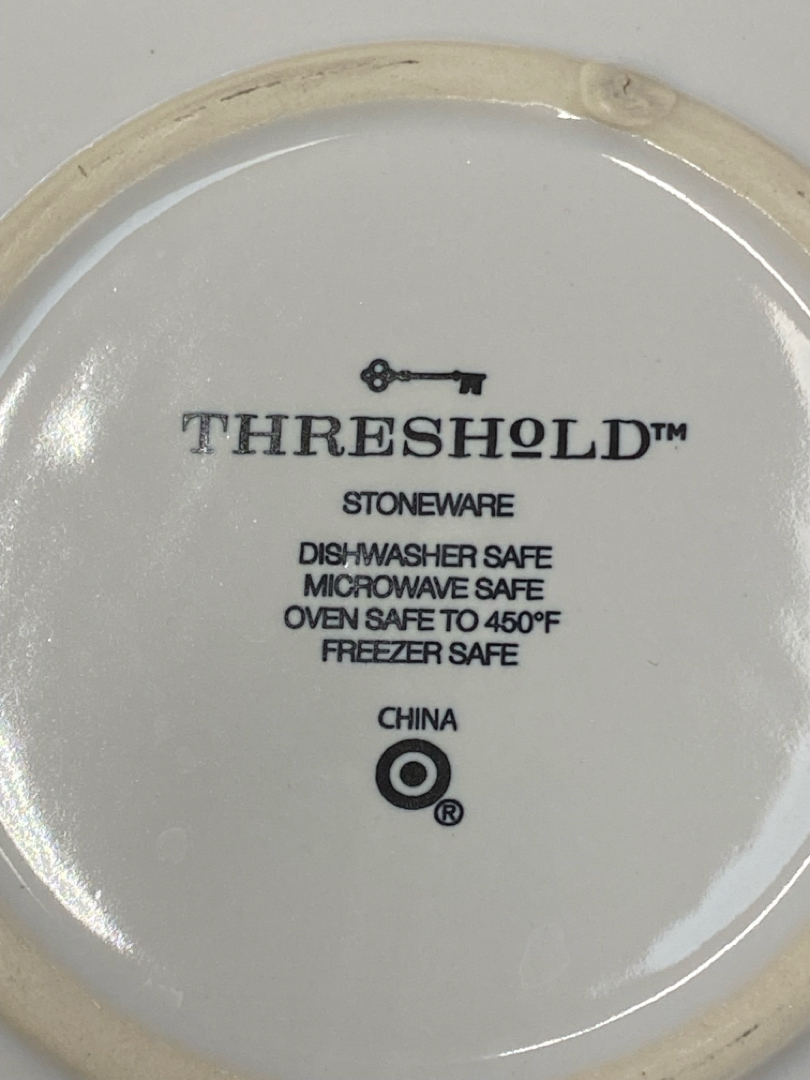 THRESHOLD™
STONEWARE
DISHWASHER SAFE
MICROWAVE SAFE
OVEN SAFE TO 450°F
FREEZER SAFE
CHINA
®